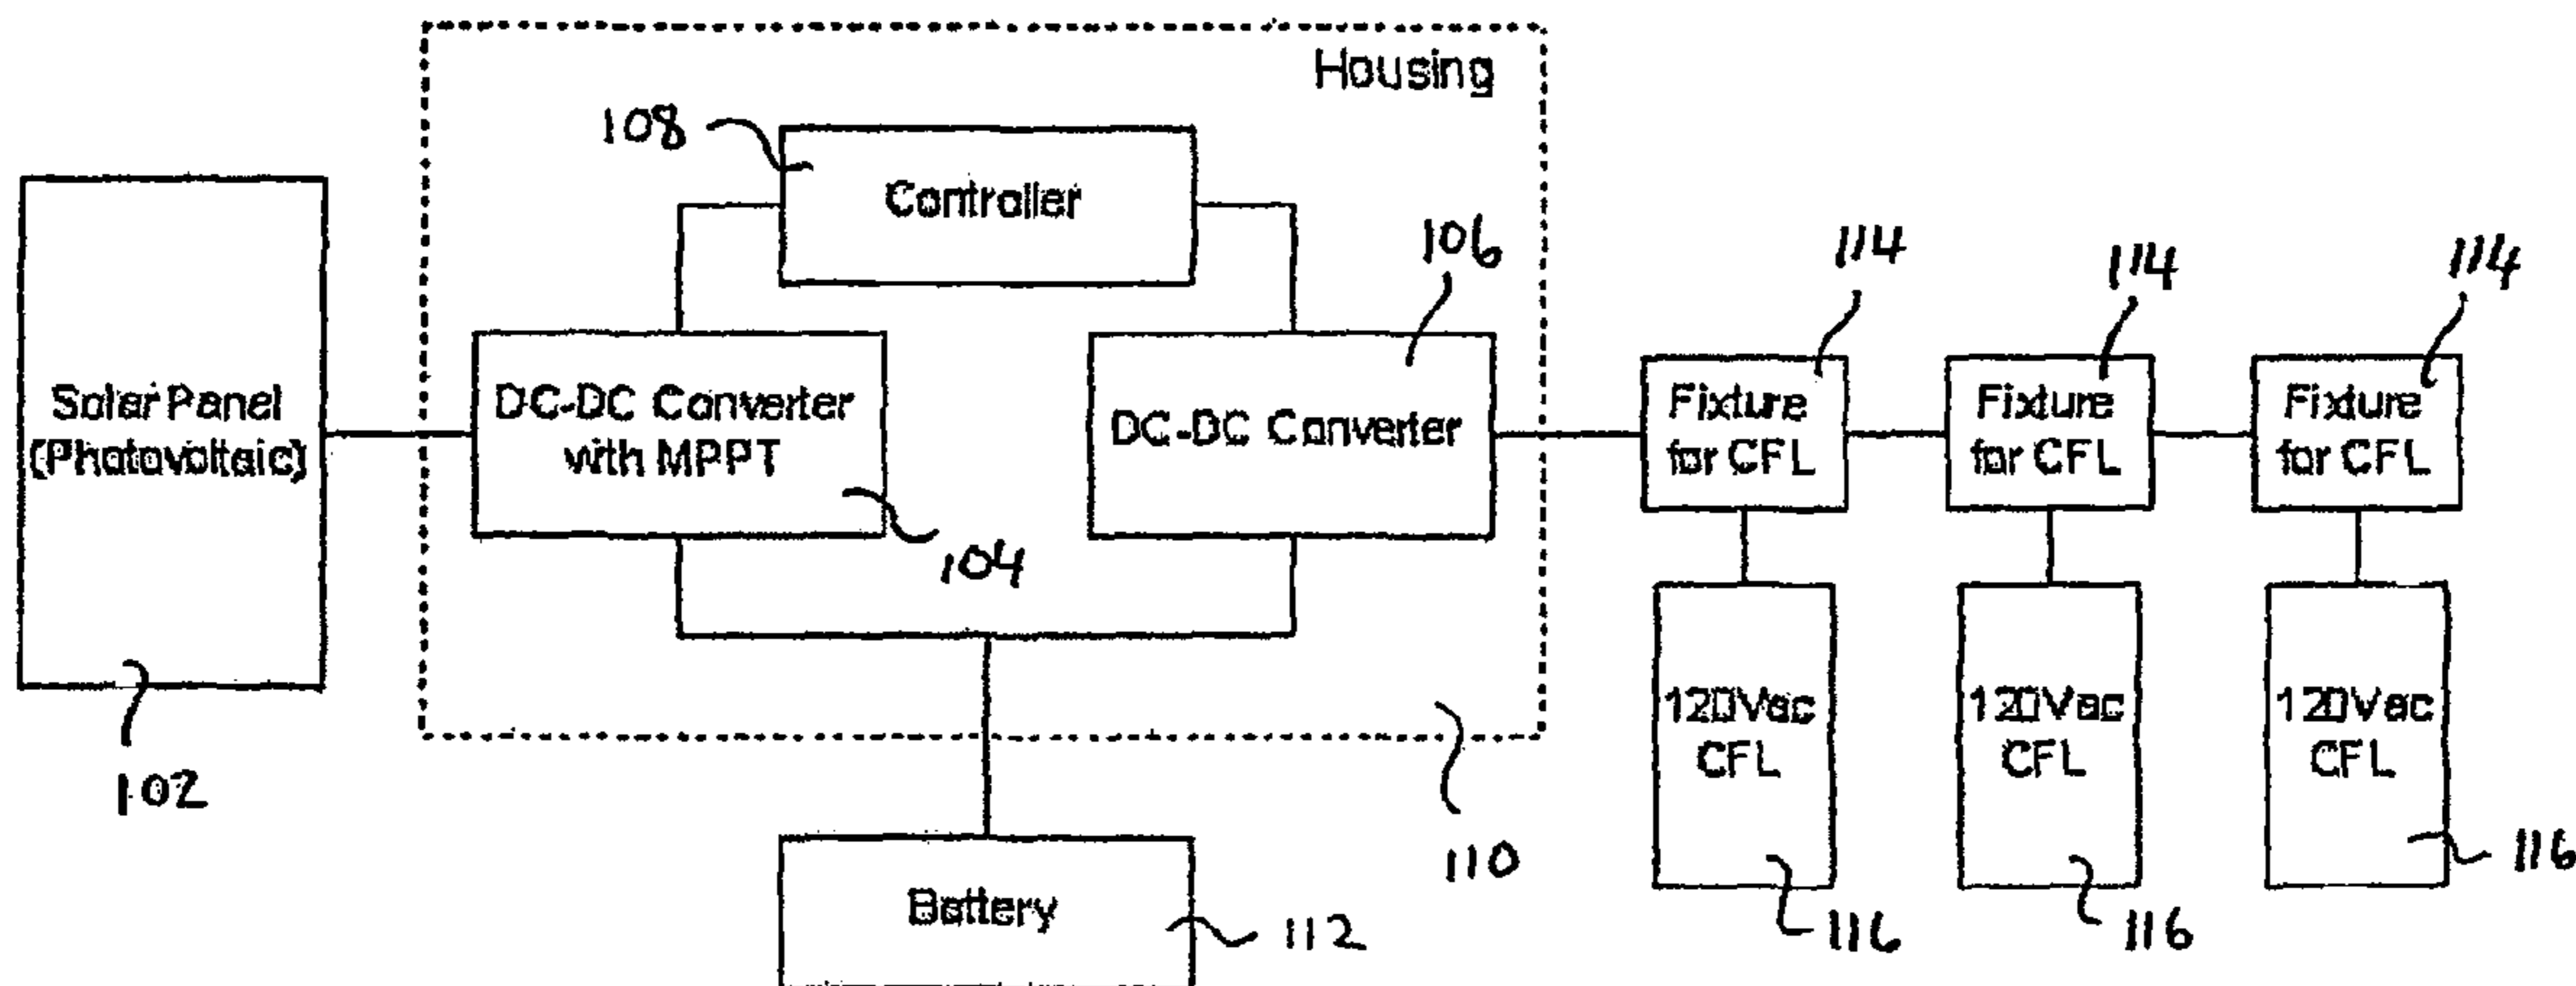 Housing
108
Controller
106
114
114
114
Solar Panel
(Photovoltaic)
DC-DC Converter
with MPPT
DC-DC Converter
Fixture
for CFL
Fixture
for CFL
Fixture
for CFL
104
102
120Vac
CFL
120Vac
CFL
120Vac
CFL
110
Battery
112
116
116
116